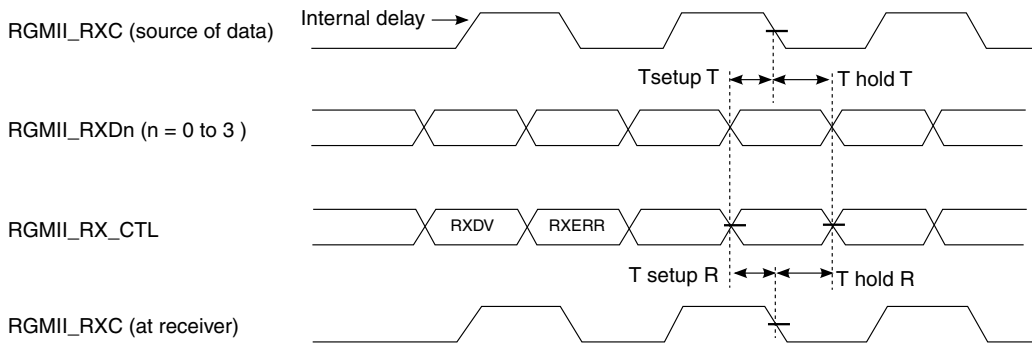 RGMII_RXC (source of data)
Internal delay
Tsetup T
T hold T
RGMII_RXDn (n = 0 to 3 )
RGMII_RX_CTL
RXDV
RXERR
T setup R
T hold R
RGMII_RXC (at receiver)